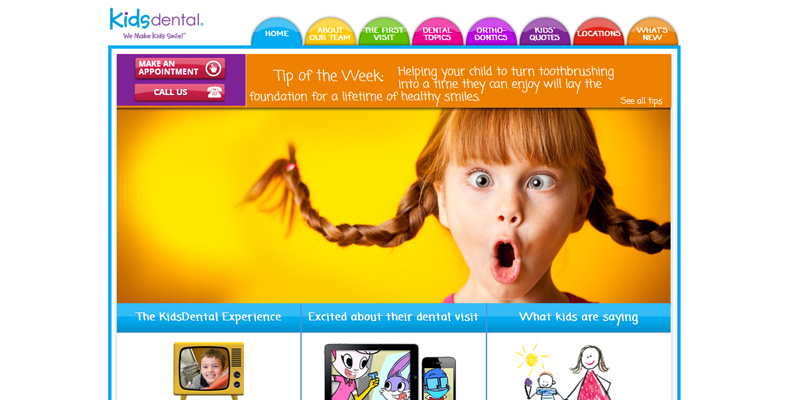 Kidsdental.
We Make Kids Smile!™
HOME
ABOUT
OUR TEAM
THE FIRST
VISIT
DENTAL
TOPICS
ORTHO-
DONTICS
KIDS'
QUOTES
LOCATIONS
WHAT'S
NEW
MAKE AN
APPOINTMENT
CALL US
Tip of the Week: Helping your child to turn toothbrushing
into a time they can enjoy will lay the
foundation for a lifetime of healthy smiles.
See all tips
The KidsDental Experience
Excited about their dental visit
What kids are saying